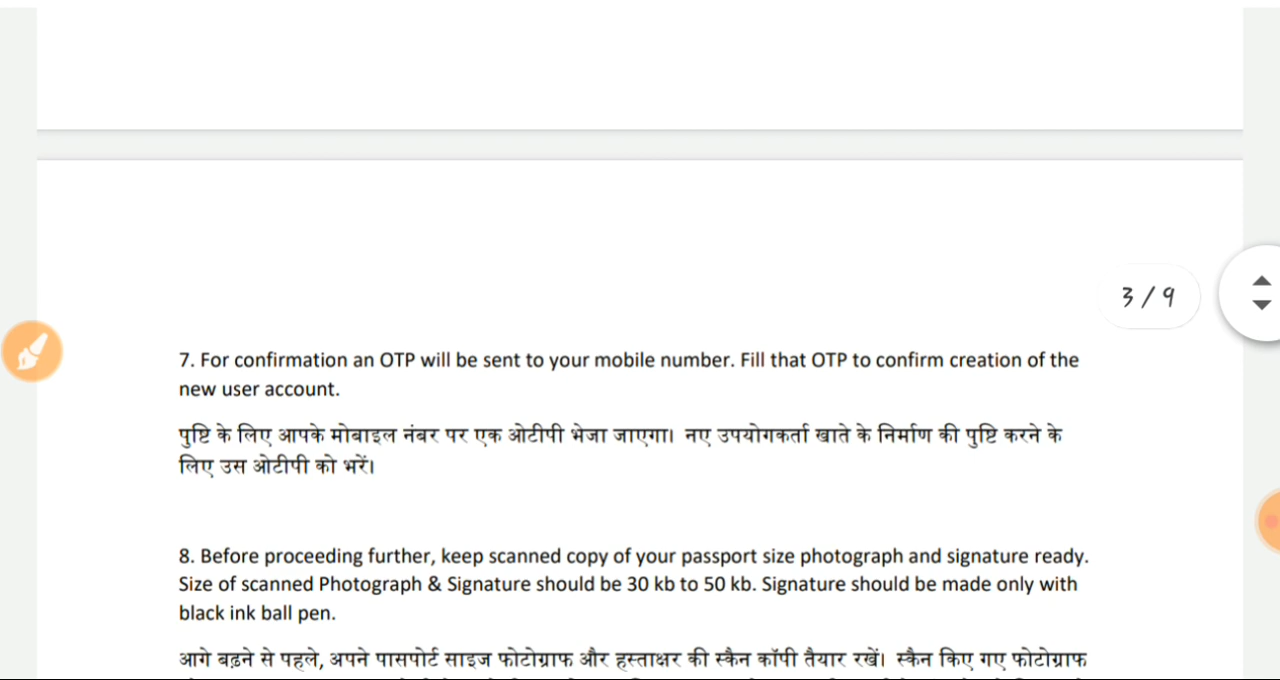 3 / 9
7. For confirmation an OTP will be sent to your mobile number. Fill that OTP to confirm creation of the
new user account.
पुष्टि के लिए आपके मोबाइल नंबर पर एक ओटीपी भेजा जाएगा। नए उपयोगकर्ता खाते के निर्माण की पुष्टि करने के
लिए उस ओटीपी को भरें।
8. Before proceeding further, keep scanned copy of your passport size photograph and signature ready.
Size of scanned Photograph & Signature should be 30 kb to 50 kb. Signature should be made only with
black ink ball pen.
आगे बढ़ने से पहले, अपने पासपोर्ट साइज फोटोग्राफ और हस्ताक्षर की स्कैन कॉपी तैयार रखें। स्कैन किए गए फोटोग्राफ